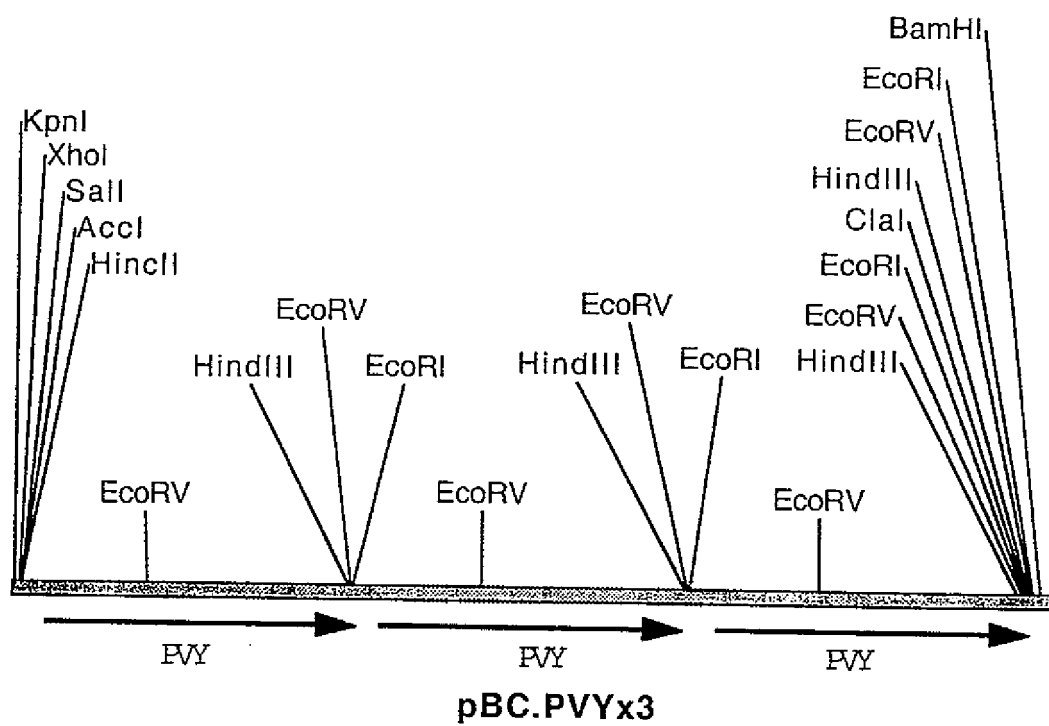 BamHI
EcoRI
KpnI
EcoRV
XhoI
HindIII
SalI
ClaI
AccI
EcoRI
HincII
EcoRV
EcoRV
EcoRV
HindIII
EcoRI
HindIII
EcoRI
HindIII
EcoRV
EcoRV
EcoRV
PVY
PVY
PVY
pBC.PVYx3